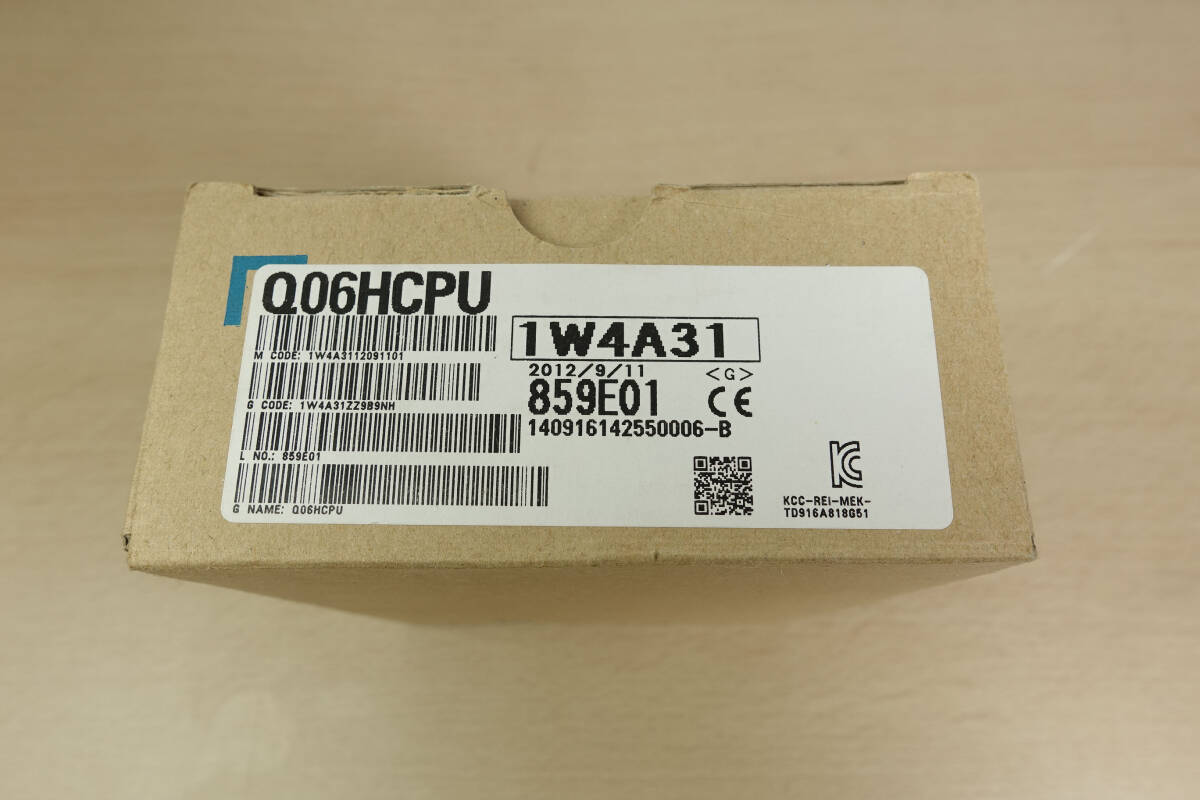 Q06HCPU
M CODE: 1W4A3112091101
G CODE: 1W4A31ZZ9B9NH
L NO.: 859E01
G NAME: Q06HCPU
1W4A31
2012/9/11 <G>
859E01 CE
140916142550006-B
KC
KCC-REI-MEK-
TD916A818G51